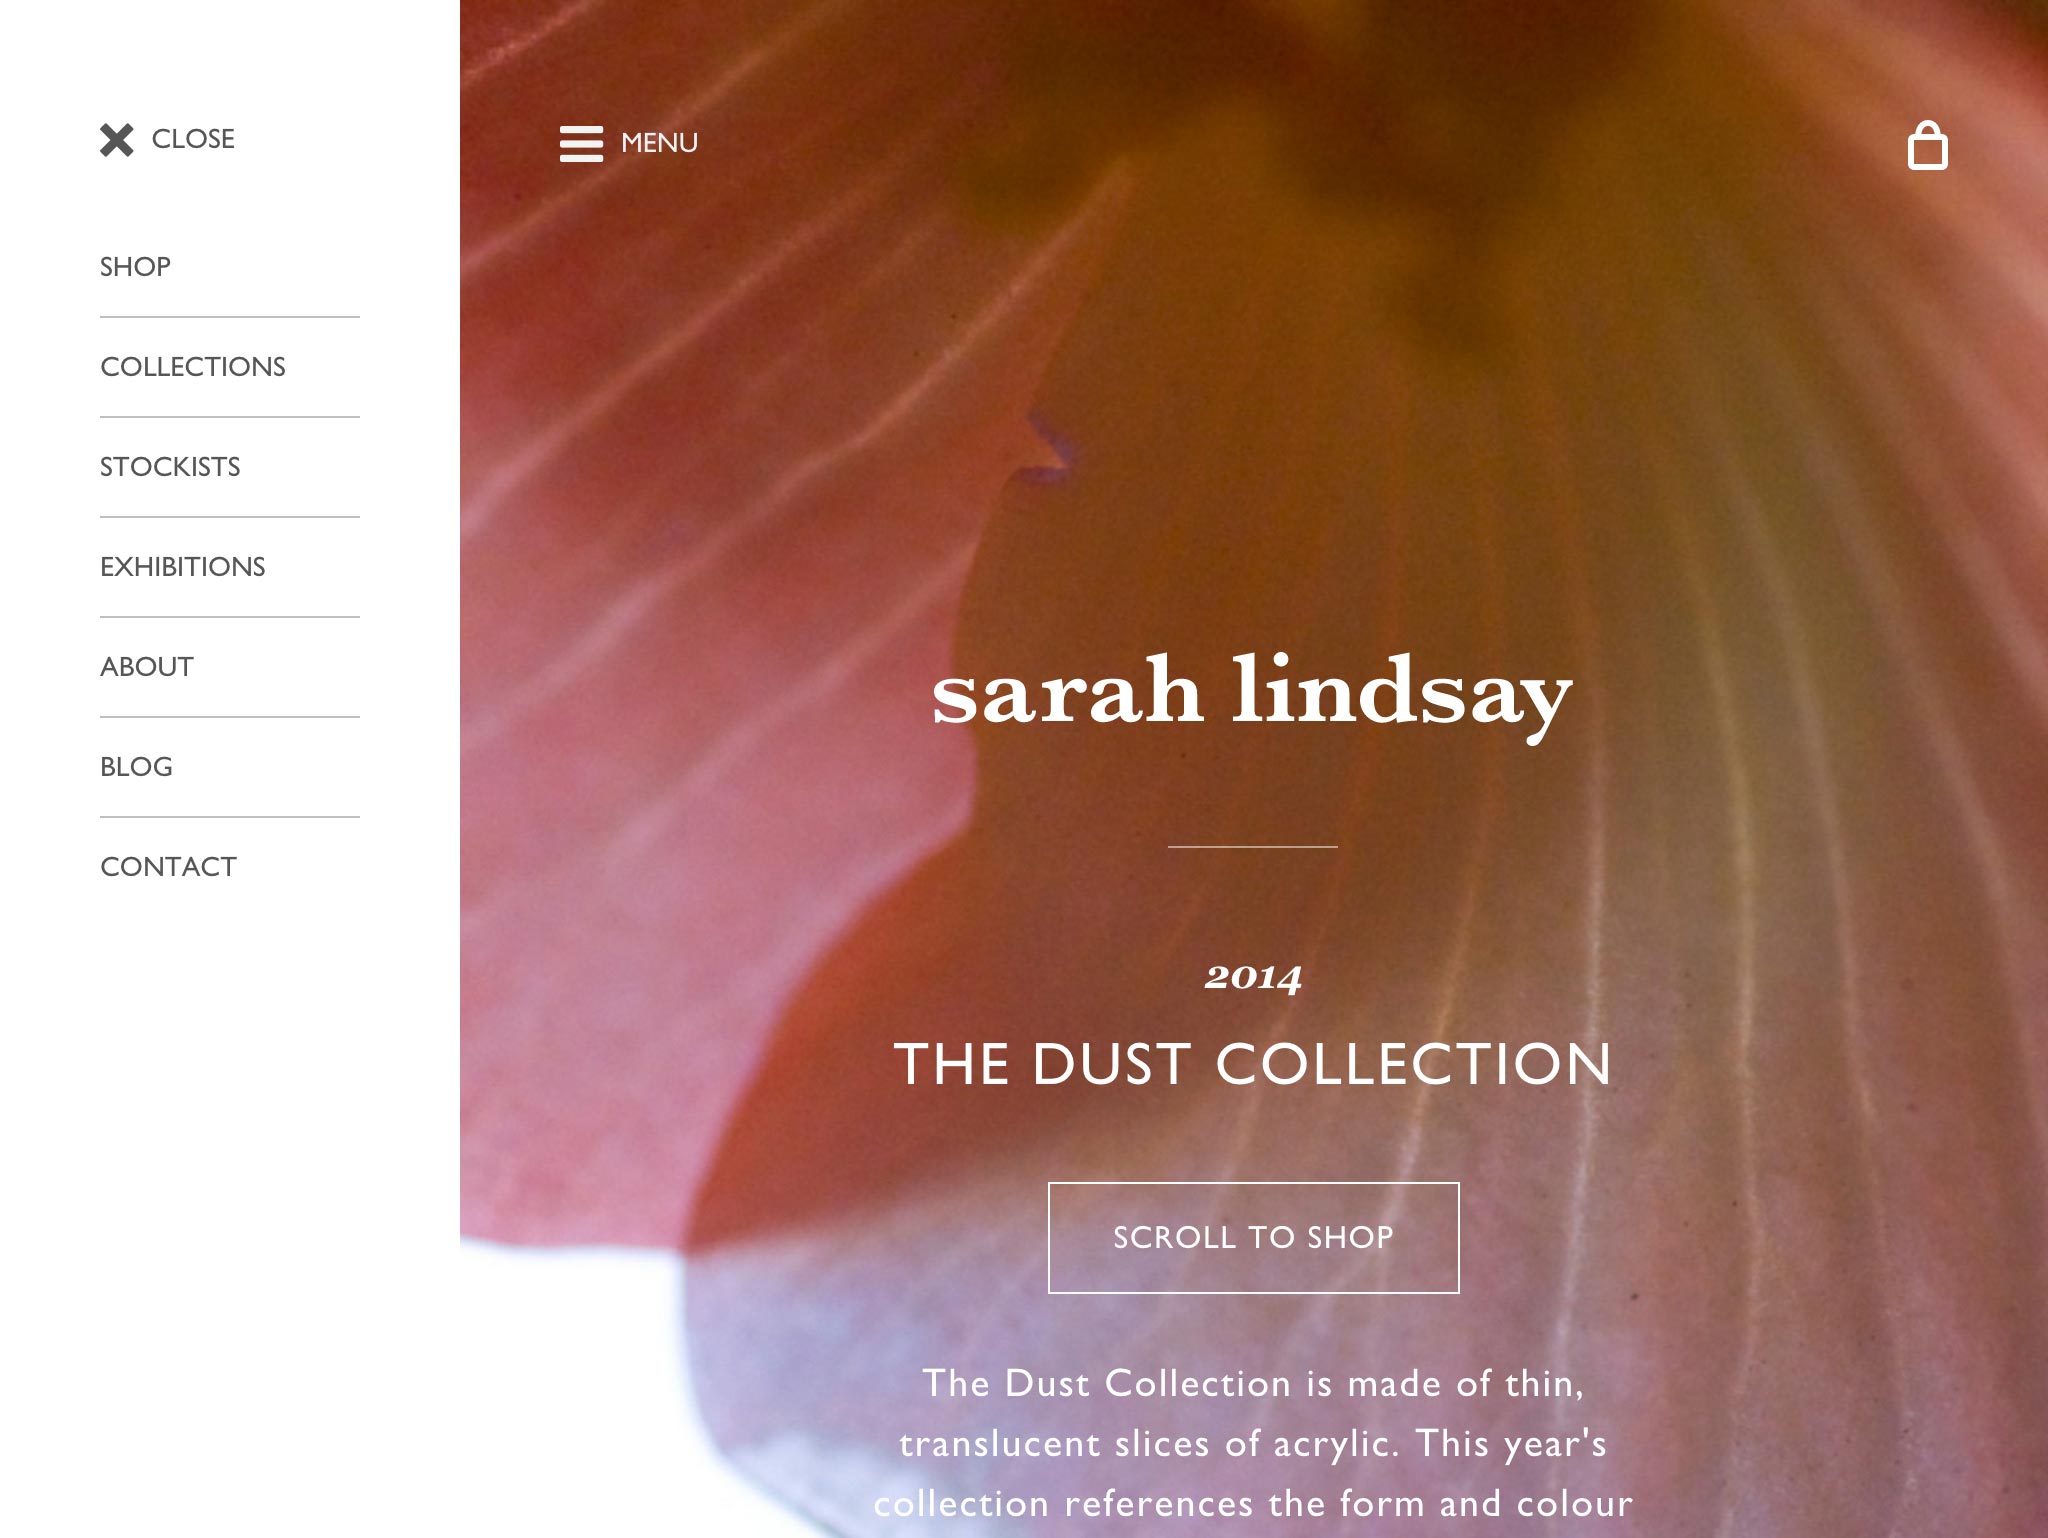 CLOSE
SHOP
COLLECTIONS
STOCKISTS
EXHIBITIONS
ABOUT
BLOG
CONTACT
MENU
sarah lindsay
2014
THE DUST COLLECTION
SCROLL TO SHOP
The Dust Collection is made of thin,
translucent slices of acrylic. This year's
collection references the form and colour